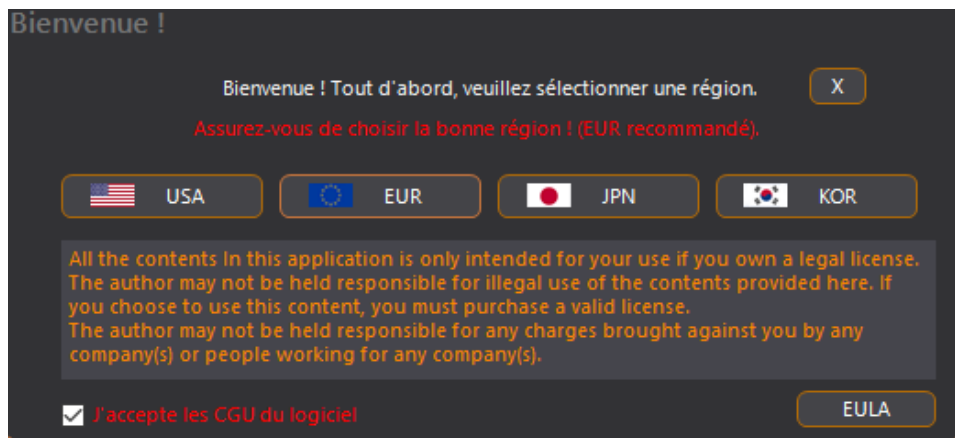 Bienvenue !
Bienvenue ! Tout d'abord, veuillez sélectionner une région.
X
Assurez-vous de choisir la bonne région ! (EUR recommandé).
USA
EUR
JPN
KOR
All the contents In this application is only intended for your use if you own a legal license.
The author may not be held responsible for illegal use of the contents provided here. If
you choose to use this content, you must purchase a valid license.
The author may not be held responsible for any charges brought against you by any
company(s) or people working for any company(s).
J'accepte les CGU du logiciel
EULA